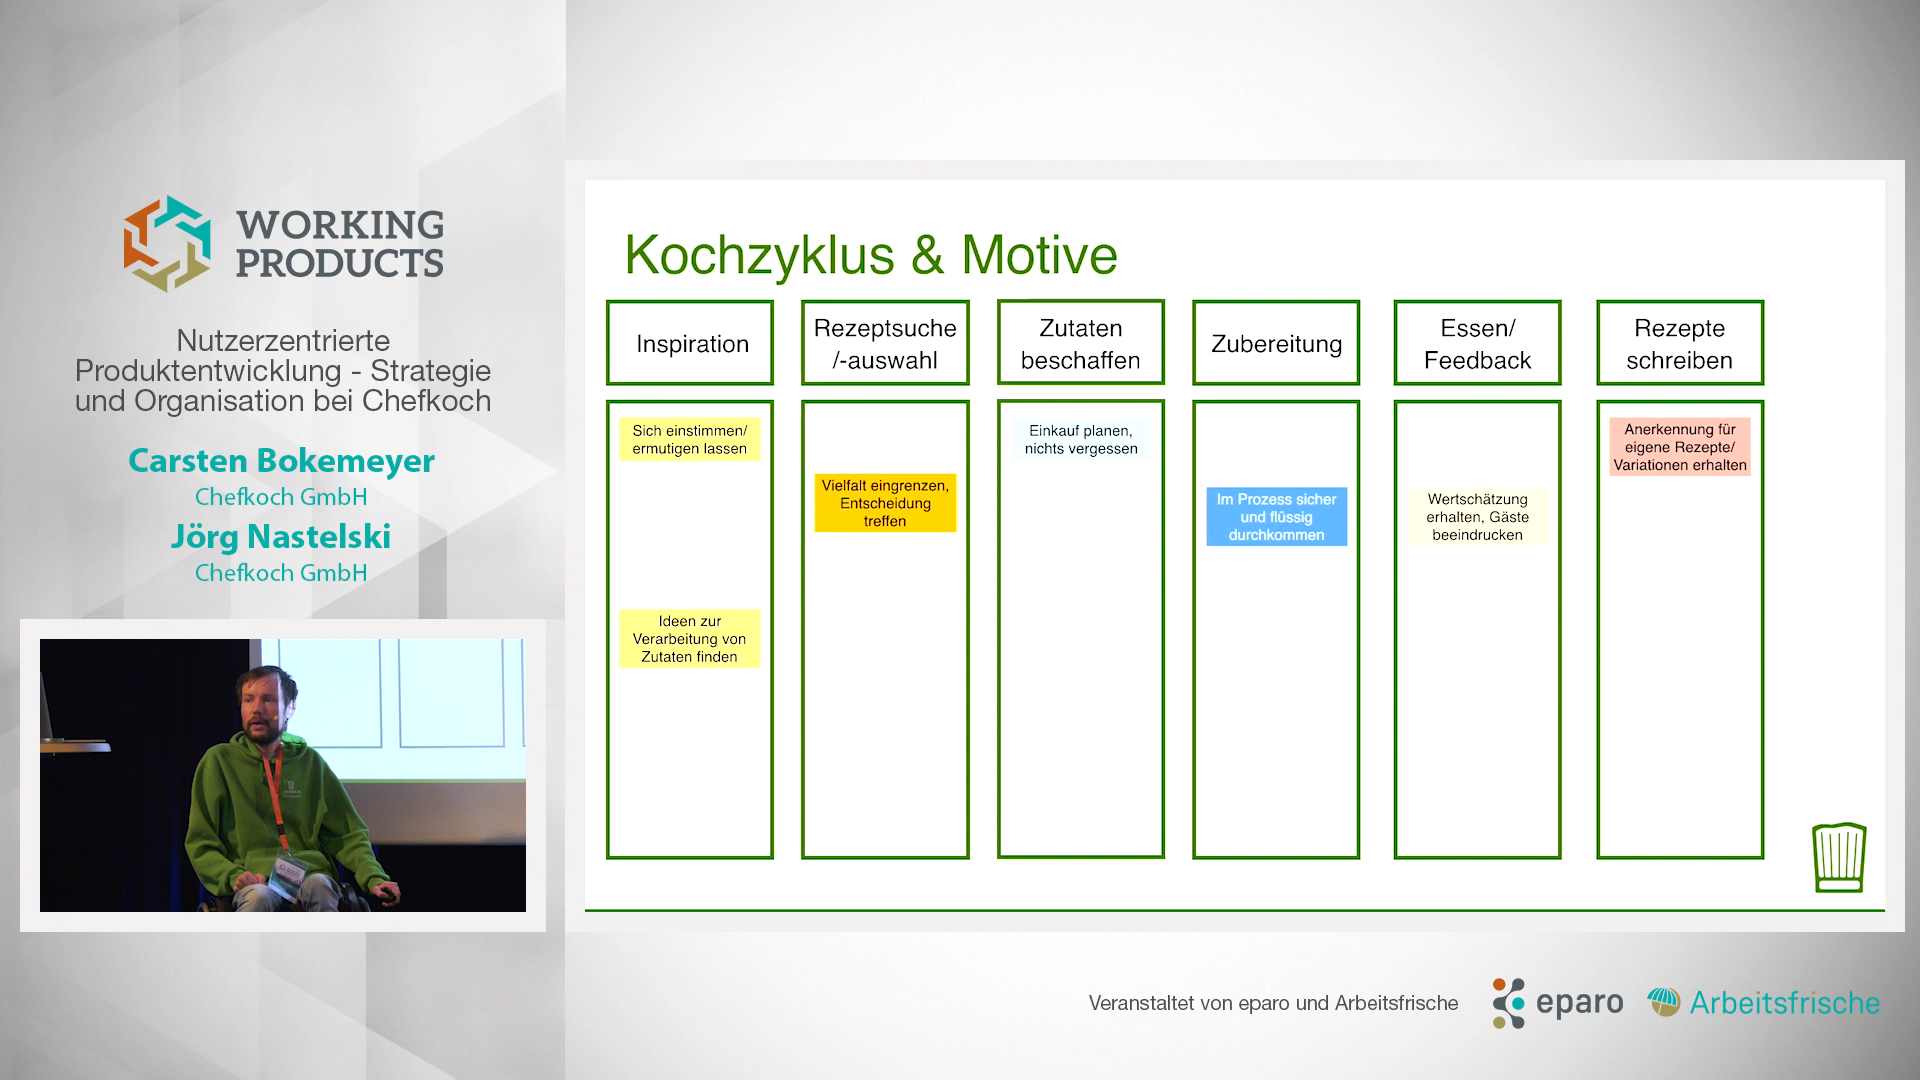 WORKING
PRODUCTS
Nutzerzentrierte
Produktentwicklung - Strategie
und Organisation bei Chefkoch
Carsten Bokemeyer
Chefkoch GmbH
Jörg Nastelski
Chefkoch GmbH
Kochzyklus & Motive
Inspiration
Sich einstimmen/
ermutigen lassen
Ideen zur
Verarbeitung von
Zutaten finden
Rezeptsuche
/-auswahl
Vielfalt eingrenzen,
Entscheidung
treffen
Zutaten
beschaffen
Einkauf planen,
nichts vergessen
Zubereitung
Im Prozess sicher
und flüssig
durchkommen
Essen/
Feedback
Wertschätzung
erhalten, Gäste
beeindrucken
Rezepte
schreiben
Anerkennung für
eigene Rezepte/
Variationen erhalten
Veranstaltet von eparo und Arbeitsfrische
eparo
Arbeitsfrische